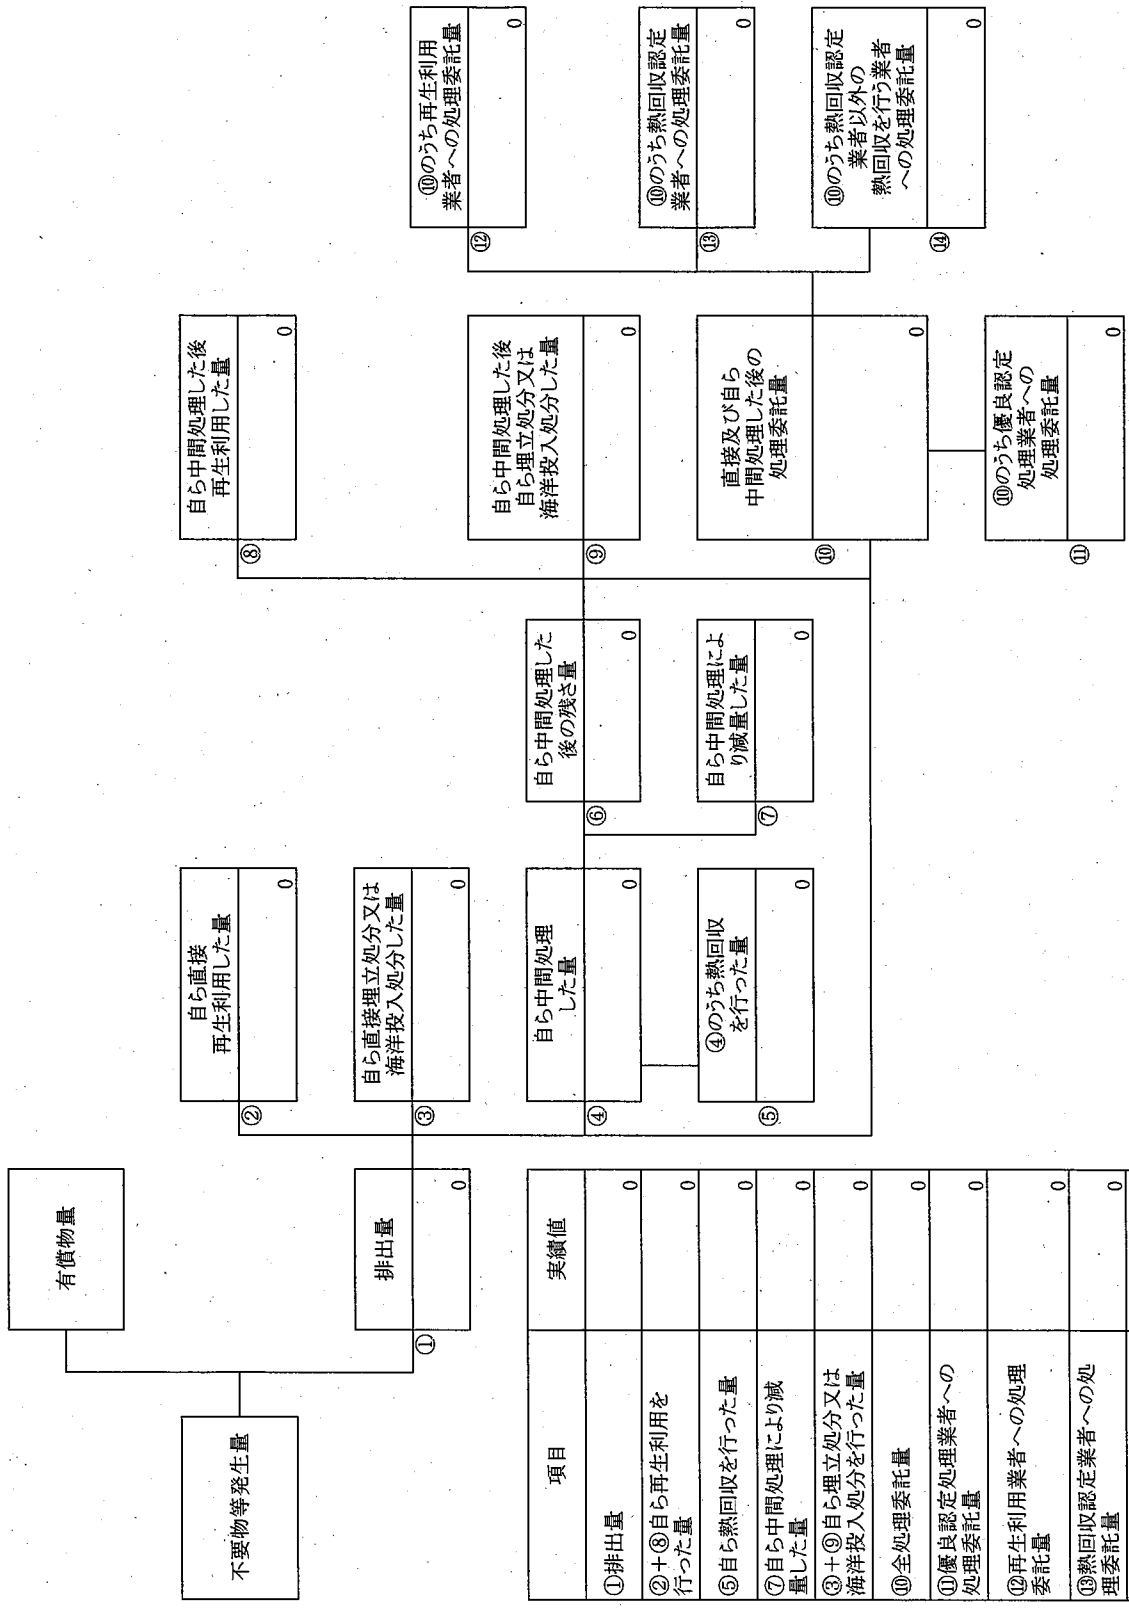 不要物等発生量
有償物量
排出量
①
0
自ら直接
再生利用した量
②
0
自ら直接埋立処分又は
海洋投入処分した量
③
0
自ら中間処理
した量
④
0
④のうち熱回収
を行った量
⑤
0
自ら中間処理した
後の残さ量
⑥
0
自ら中間処理によ
り減量した量
⑦
0
自ら中間処理した後
再生利用した量
⑧
0
自ら中間処理した後
自ら埋立処分又は
海洋投入処分した量
⑨
0
直接及び自ら
中間処理した後の
処理委託量
⑩
0
⑩のうち優良認定
処理業者への
処理委託量
⑪
0
⑩のうち再生利用
業者への処理委託量
⑫
0
⑩のうち熱回収認定
業者への処理委託量
⑬
0
⑩のうち熱回収認定
業者以外の
熱回収を行う業者
への処理委託量
⑭
0
項目 実績値
①排出量 0
②+⑧自ら再生利用を
行った量 0
⑤自ら熱回収を行った量 0
⑦自ら中間処理により減
量した量 0
③+⑨自ら埋立処分又は
海洋投入処分を行った量 0
⑩全処理委託量 0
⑪優良認定処理業者への
処理委託量 0
⑫再生利用業者への処理
委託量 0
⑬熱回収認定業者への処
理委託量 0